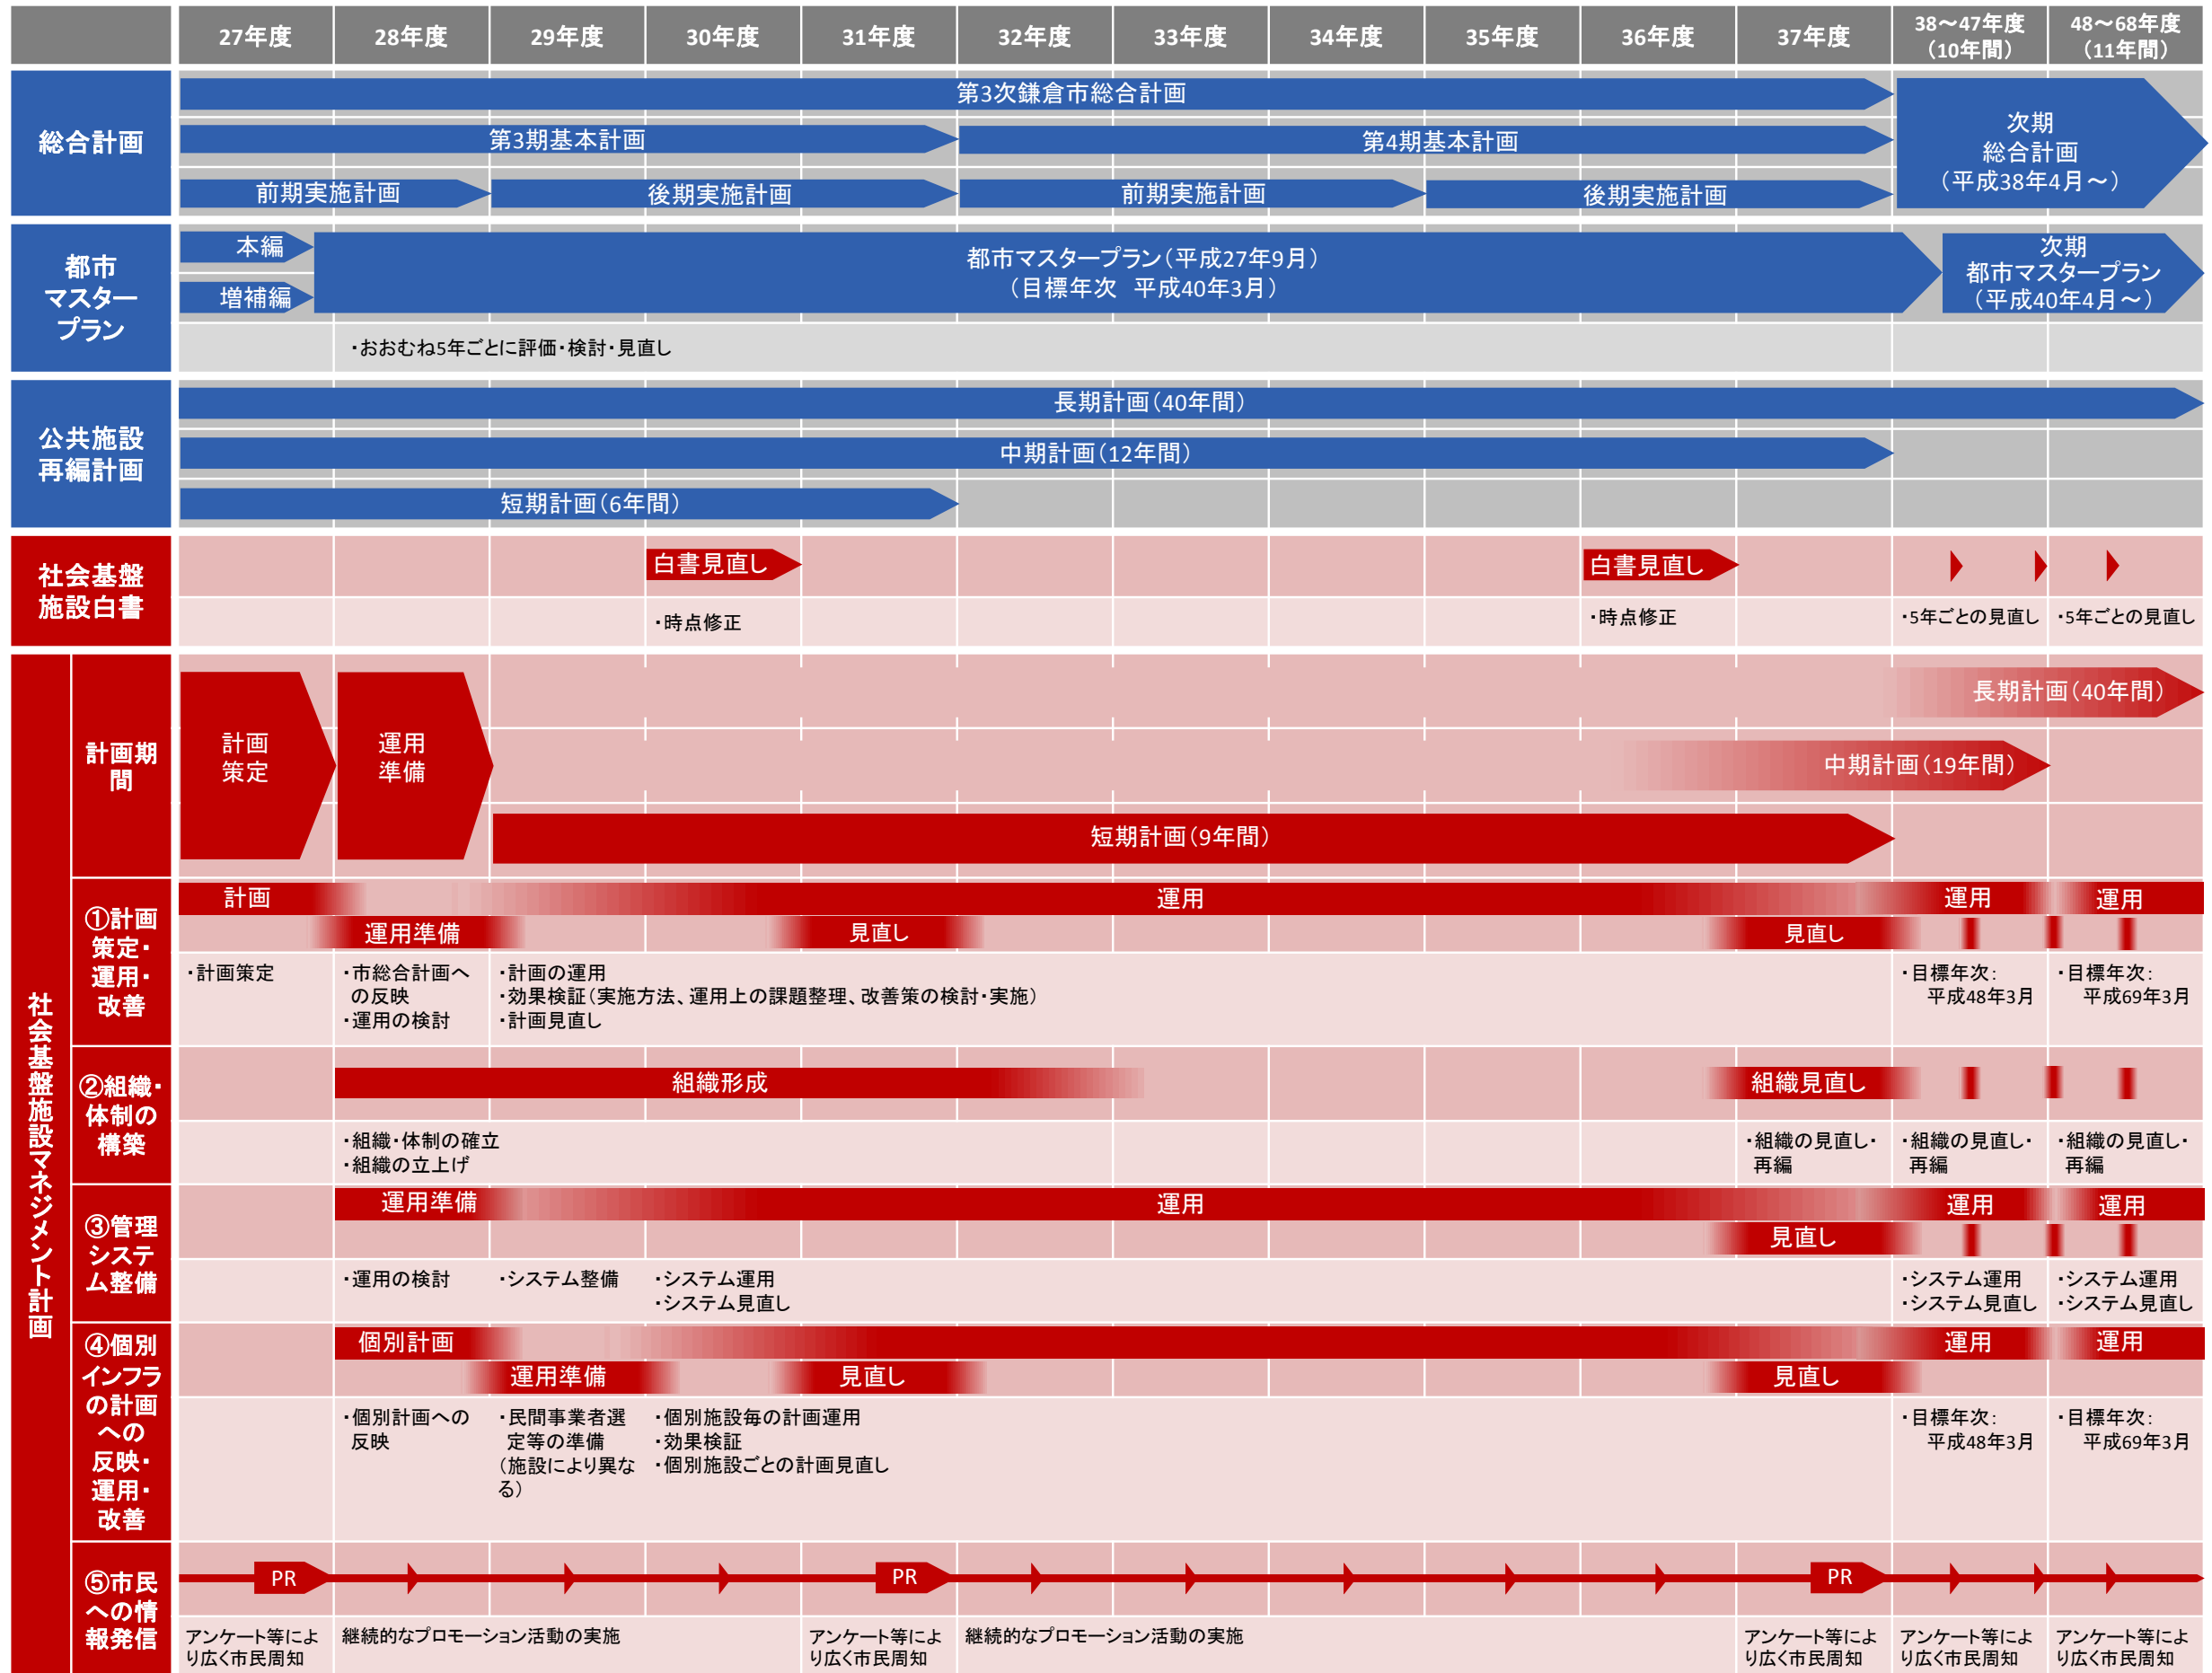 27年度 28年度 29年度 30年度 31年度 32年度 33年度 34年度 35年度 36年度 37年度 38～47年度 48～68年度
（10年間） （11年間）
総合計画
第3次鎌倉市総合計画
第3期基本計画 第4期基本計画
前期実施計画 後期実施計画 前期実施計画 後期実施計画
次期
総合計画
（平成38年4月～）
都市
マスター
プラン
本編
増補編
都市マスタープラン（平成27年9月）
（目標年次　平成40年3月）
次期
都市マスタープラン
（平成40年4月～）
・おおむね5年ごとに評価・検討・見直し
公共施設
再編計画
長期計画（40年間）
中期計画（12年間）
短期計画（6年間）
社会基盤
施設白書
白書見直し 白書見直し
・時点修正 ・時点修正 ・5年ごとの見直し ・5年ごとの見直し
社会基盤施設マネジメント計画
計画期
間
計画
策定
運用
準備
長期計画（40年間）
中期計画（19年間）
短期計画（9年間）
①計画
策定・
運用・
改善
計画 運用 運用 運用
運用準備 見直し 見直し
・計画策定
・市総合計画へ
の反映
・運用の検討
・計画の運用
・効果検証（実施方法、運用上の課題整理、改善策の検討・実施）
・計画見直し
・目標年次：
平成48年3月
・目標年次：
平成69年3月
②組織・
体制の
構築
組織形成 組織見直し
・組織・体制の確立
・組織の立上げ
・組織の見直し・
再編
・組織の見直し・
再編
・組織の見直し・
再編
③管理
システ
ム整備
運用準備 運用 運用 運用
見直し
・運用の検討
・システム整備
・システム運用
・システム見直し
・システム運用
・システム見直し
・システム運用
・システム見直し
④個別
インフラ
の計画
への
反映・
運用・
改善
個別計画 運用 運用
運用準備 見直し 見直し
・個別計画への
反映
・民間事業者選
定等の準備
（施設により異な
る）
・個別施設毎の計画運用
・効果検証
・個別施設ごとの計画見直し
・目標年次：
平成48年3月
・目標年次：
平成69年3月
⑤市民
への情
報発信
PR PR PR
アンケート等によ
り広く市民周知
継続的なプロモーション活動の実施
アンケート等によ
り広く市民周知
継続的なプロモーション活動の実施
アンケート等によ
り広く市民周知
アンケート等によ
り広く市民周知
アンケート等によ
り広く市民周知